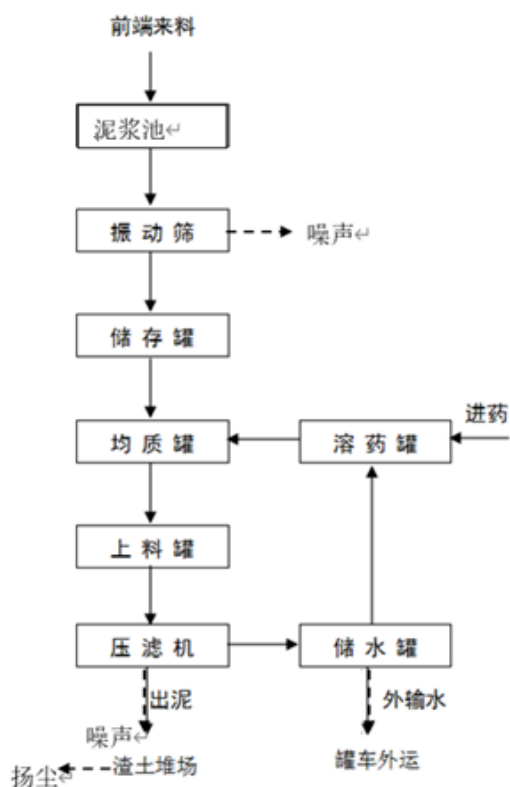 前端来料
泥浆池↵
振动筛
噪声↵
储存罐
进药
均质罐
溶药罐
上料罐
压滤机
储水罐
出泥
外输水
噪声↵
扬尘↵
渣土堆场
罐车外运